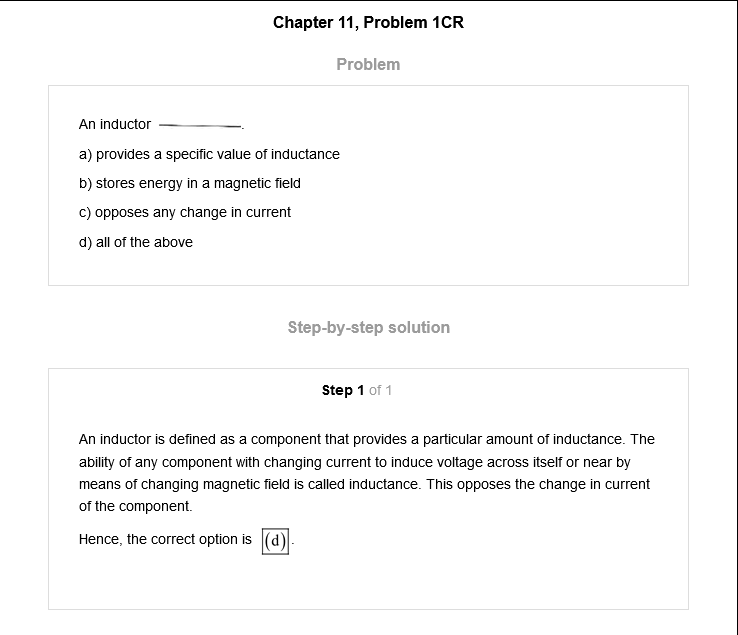 Chapter 11, Problem 1CR
Problem
An inductor ________.
a) provides a specific value of inductance
b) stores energy in a magnetic field
c) opposes any change in current
d) all of the above
Step-by-step solution
Step 1 of 1
An inductor is defined as a component that provides a particular amount of inductance. The
ability of any component with changing current to induce voltage across itself or near by
means of changing magnetic field is called inductance. This opposes the change in current
of the component.
Hence, the correct option is (d).